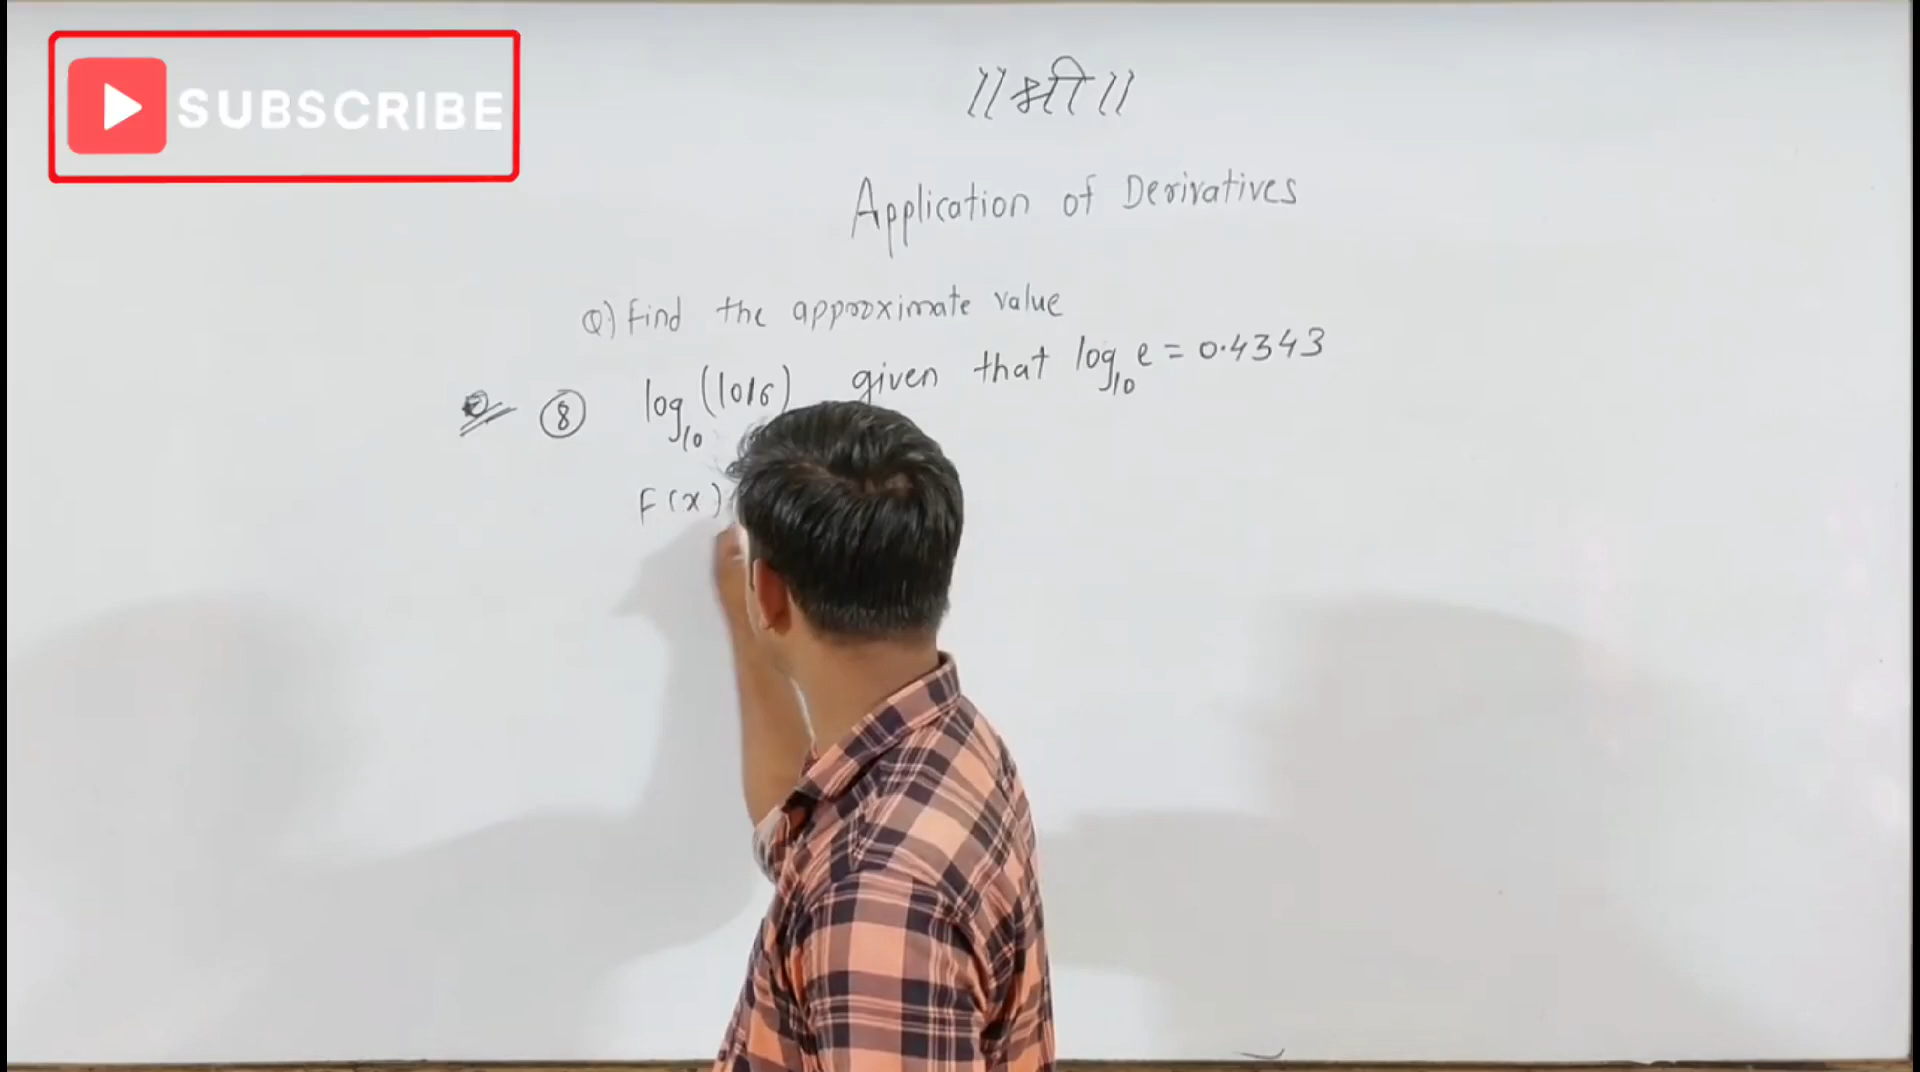 SUBSCRIBE
॥ श्री ॥
Application of Derivatives
Q) Find the approximate value
⑧ log₁₀(1016) given that log₁₀ e = 0.4343
F(x)